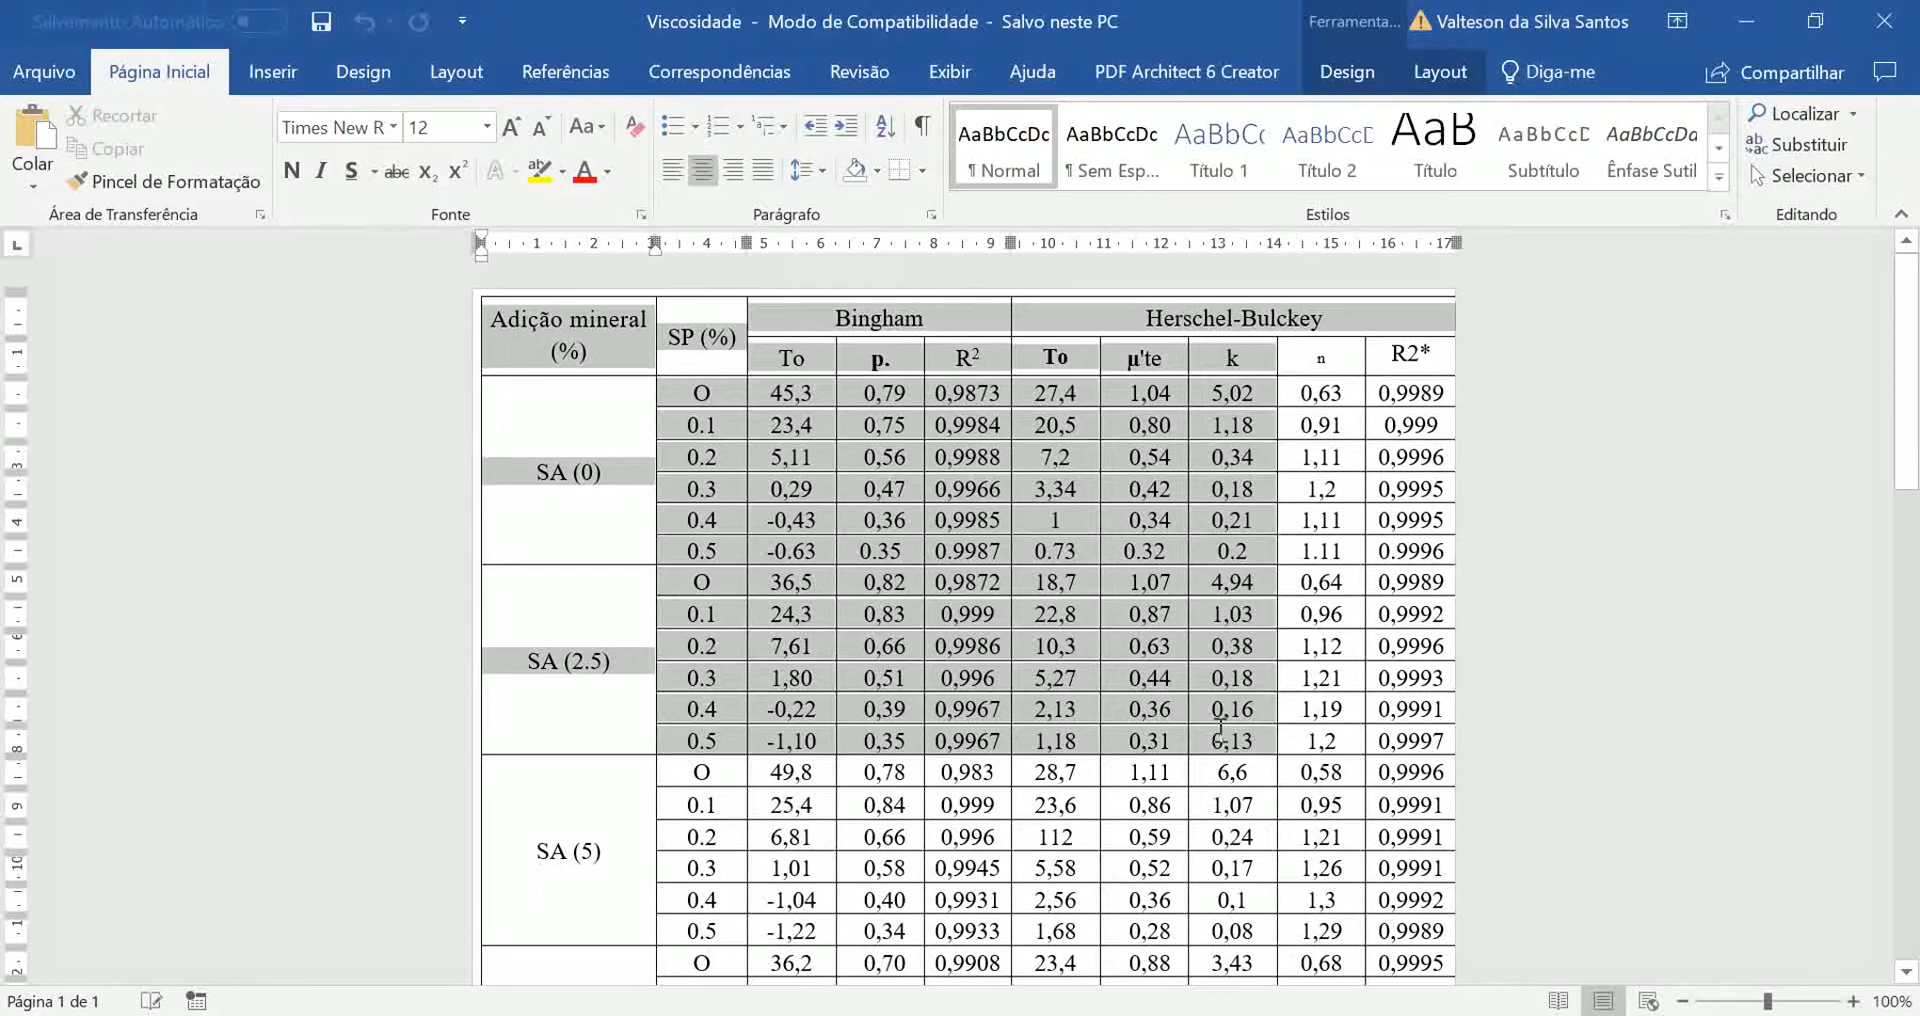 Salvamento Automático
Viscosidade - Modo de Compatibilidade - Salvo neste PC
Ferramenta... Valteson da Silva Santos
Arquivo Página Inicial Inserir Design Layout Referências Correspondências Revisão Exibir Ajuda PDF Architect 6 Creator Design Layout Diga-me Compartilhar
Colar
Recortar
Copiar
Pincel de Formatação
Área de Transferência
Times New R 12
Fonte
Parágrafo
AaBbCcDc AaBbCcDc AaBbC( AaBbCcD AaB AaBbCcD AaBbCcDa
¶ Normal ¶ Sem Esp... Título 1 Título 2 Título Subtítulo Ênfase Sutil
Estilos
Localizar
Substituir
Selecionar
Editando
1 2 3 4 5 6 7 8 9 10 11 12 13 14 15 16 17
Adição mineral (%) SP (%) Bingham Herschel-Bulckey
To p. R² To µ'te k n R2*
SA (0)
O 45,3 0,79 0,9873 27,4 1,04 5,02 0,63 0,9989
0.1 23,4 0,75 0,9984 20,5 0,80 1,18 0,91 0,999
0.2 5,11 0,56 0,9988 7,2 0,54 0,34 1,11 0,9996
0.3 0,29 0,47 0,9966 3,34 0,42 0,18 1,2 0,9995
0.4 -0,43 0,36 0,9985 1 0,34 0,21 1,11 0,9995
0.5 -0.63 0.35 0.9987 0.73 0.32 0.2 1.11 0.9996
SA (2.5)
O 36,5 0,82 0,9872 18,7 1,07 4,94 0,64 0,9989
0.1 24,3 0,83 0,999 22,8 0,87 1,03 0,96 0,9992
0.2 7,61 0,66 0,9986 10,3 0,63 0,38 1,12 0,9996
0.3 1,80 0,51 0,996 5,27 0,44 0,18 1,21 0,9993
0.4 -0,22 0,39 0,9967 2,13 0,36 0,16 1,19 0,9991
0.5 -1,10 0,35 0,9967 1,18 0,31 0,13 1,2 0,9997
SA (5)
O 49,8 0,78 0,983 28,7 1,11 6,6 0,58 0,9996
0.1 25,4 0,84 0,999 23,6 0,86 1,07 0,95 0,9991
0.2 6,81 0,66 0,996 112 0,59 0,24 1,21 0,9991
0.3 1,01 0,58 0,9945 5,58 0,52 0,17 1,26 0,9991
0.4 -1,04 0,40 0,9931 2,56 0,36 0,1 1,3 0,9992
0.5 -1,22 0,34 0,9933 1,68 0,28 0,08 1,29 0,9989
O 36,2 0,70 0,9908 23,4 0,88 3,43 0,68 0,9995
Página 1 de 1
100%